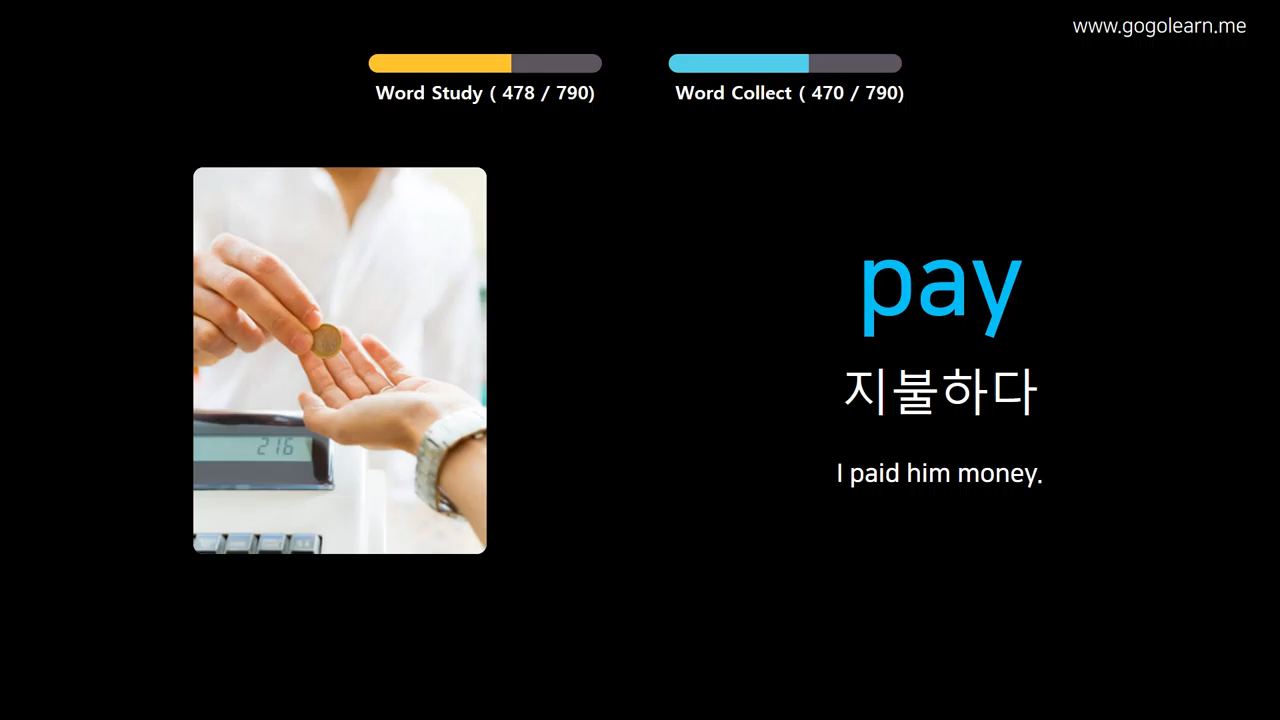 www.gogolearn.me
Word Study ( 478 / 790)
Word Collect ( 470 / 790)
pay
지불하다
I paid him money.
216